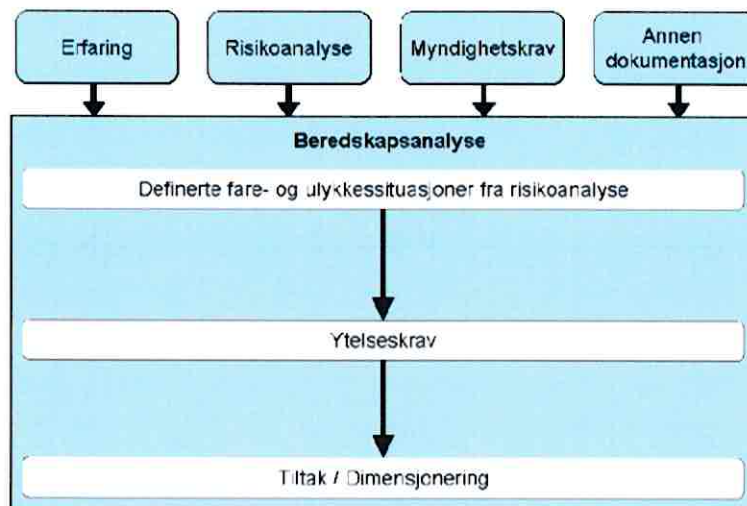 Erfaring
Risikoanalyse
Myndighetskrav
Annen
dokumentasjon
Beredskapsanalyse
Definerte fare- og ulykkessituasjoner fra risikoanalyse
Ytelseskrav
Tiltak / Dimensjonering